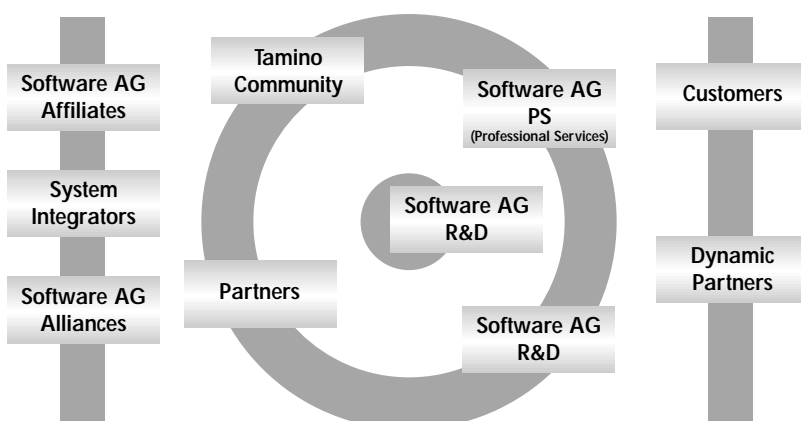 Software AG
Affiliates
System
Integrators
Software AG
Alliances
Tamino
Community
Software AG
PS
(Professional Services)
Software AG
R&D
Partners
Software AG
R&D
Customers
Dynamic
Partners